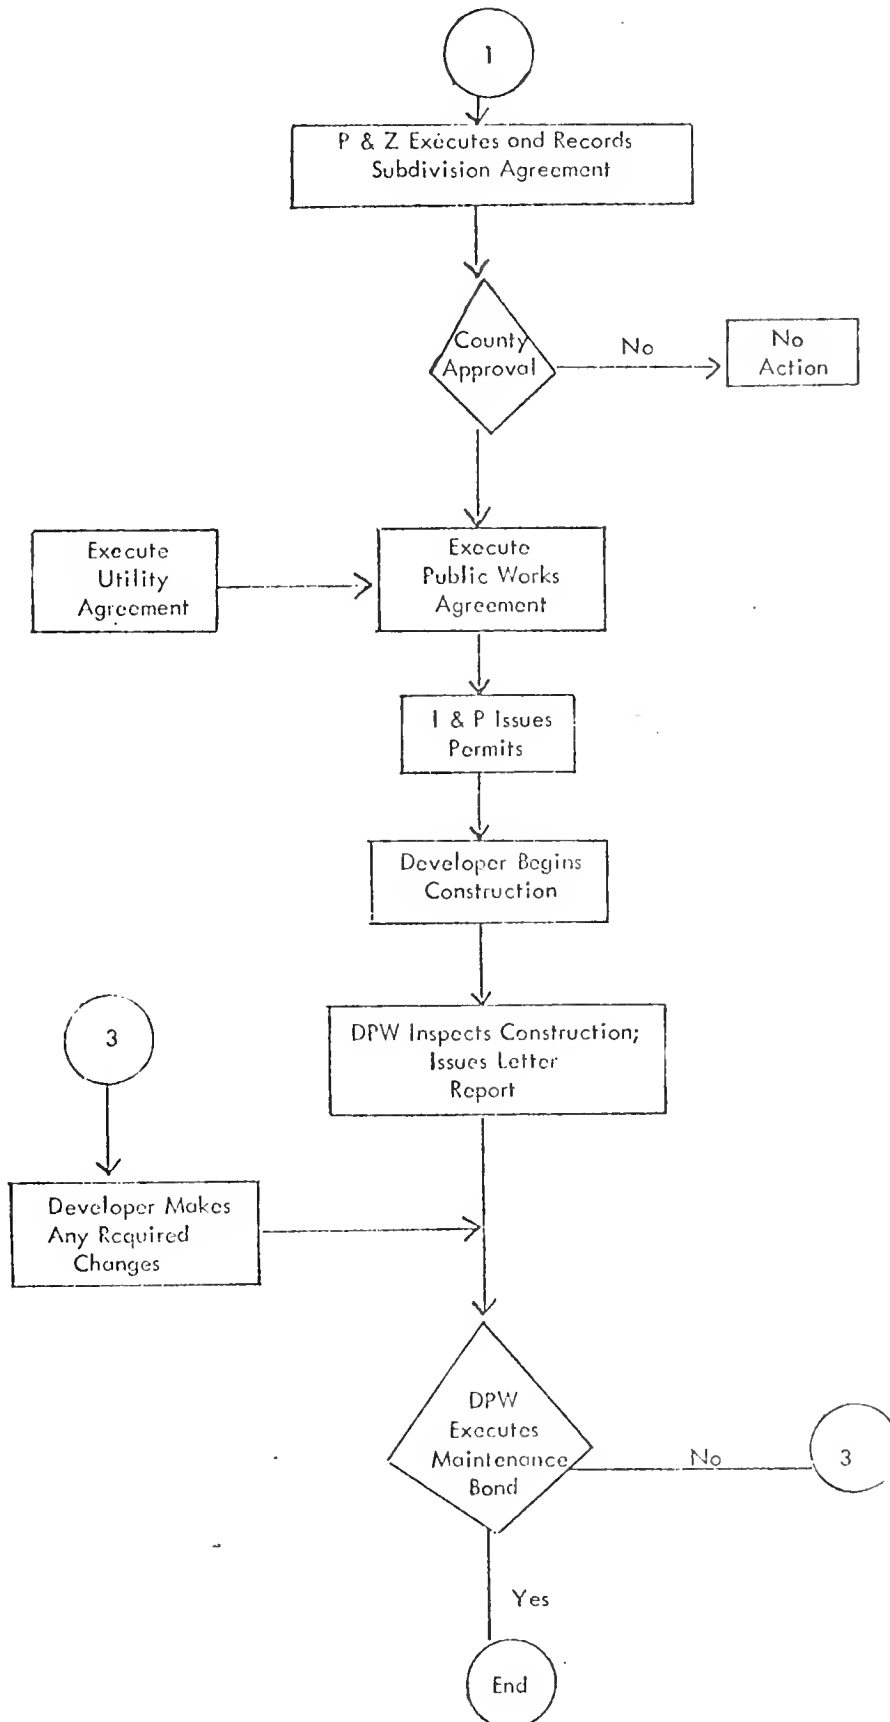 1
P & Z Executes and Records
Subdivision Agreement
County
Approval
No
No
Action
Execute
Utility
Agreement
Execute
Public Works
Agreement
I & P Issues
Permits
Developer Begins
Construction
3
DPW Inspects Construction;
Issues Letter
Report
Developer Makes
Any Required
Changes
DPW
Executes
Maintenance
Bond
No
3
Yes
End